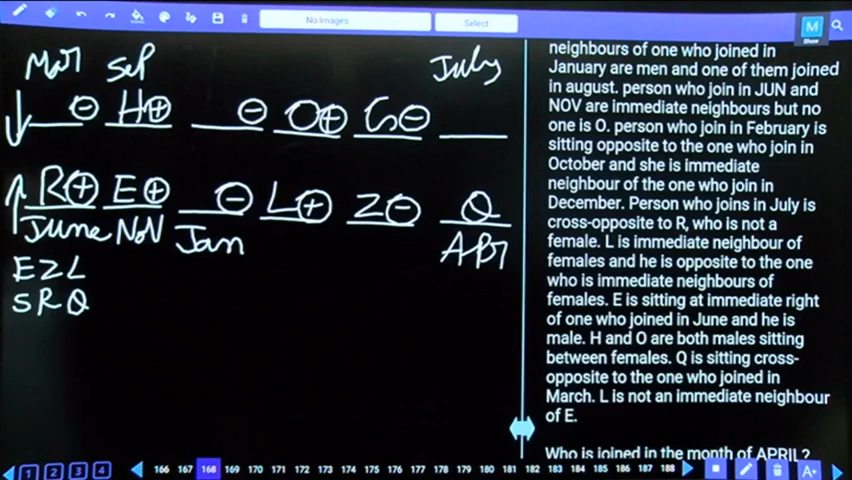 No Images
Select
M
Show
Mar Sep July
H O G
R E L Z Q
June Nov Jan APr
E Z L
S R Q
neighbours of one who joined in
January are men and one of them joined
in august. person who join in JUN and
NOV are immediate neighbours but no
one is O. person who join in February is
sitting opposite to the one who join in
October and she is immediate
neighbour of the one who join in
December. Person who joins in July is
cross-opposite to R, who is not a
female. L is immediate neighbour of
females and he is opposite to the one
who is immediate neighbours of
females. E is sitting at immediate right
of one who joined in June and he is
male. H and O are both males sitting
between females. Q is sitting cross-
opposite to the one who joined in
March. L is not an immediate neighbour
of E.
Who is joined in the month of APRIL?
1 2 3 4 166 167 168 169 170 171 172 173 174 175 176 177 178 179 180 181 182 183 184 185 186 187 188 A+